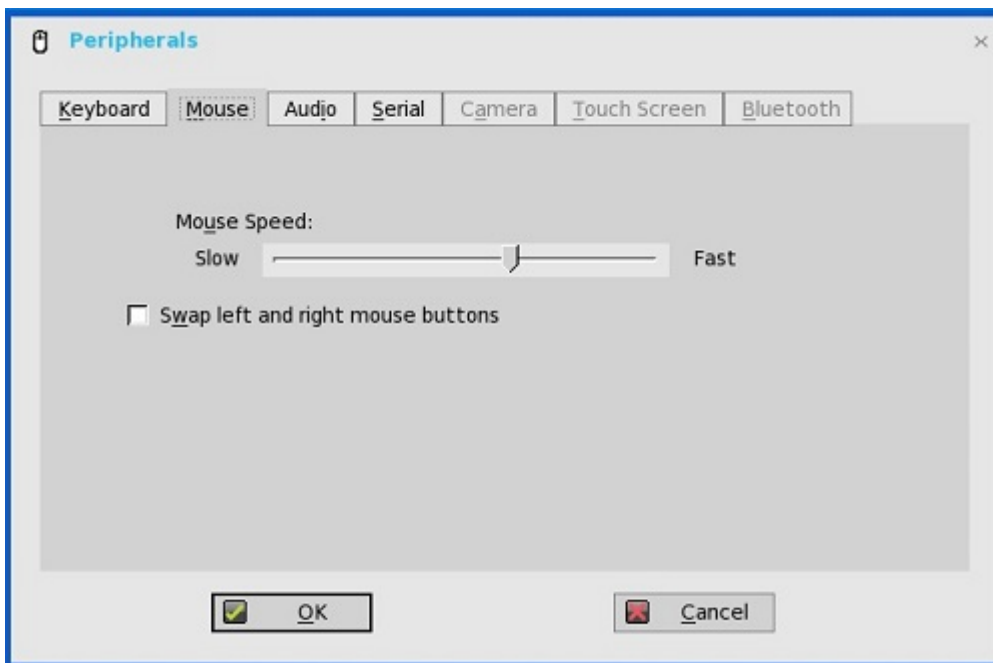 Peripherals
Keyboard Mouse Audio Serial Camera Touch Screen Bluetooth
Mouse Speed:
Slow Fast
Swap left and right mouse buttons
OK Cancel